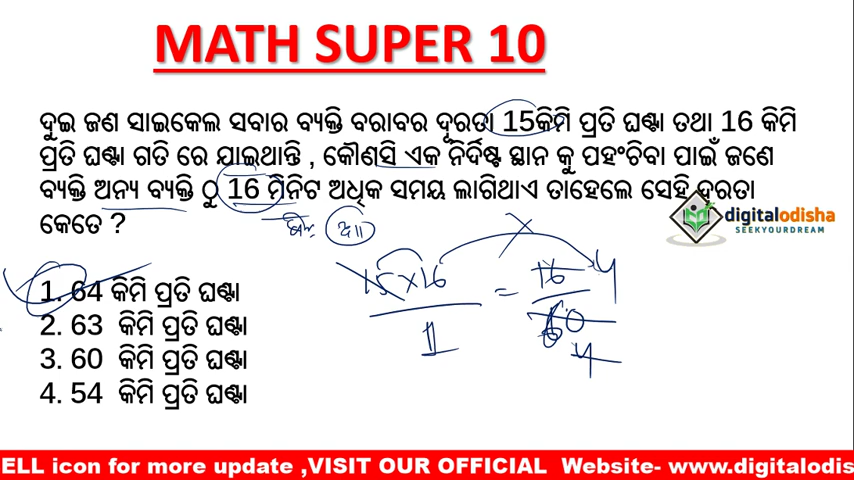 MATH SUPER 10
ଦୁଇ ଜଣ ସାଇକେଲ ସବାର ବ୍ୟକ୍ତି ବରାବର ଦୂରତା 15କିମି ପ୍ରତି ଘଣ୍ଟା ତଥା 16 କିମି
ପ୍ରତି ଘଣ୍ଟା ଗତି ରେ ଯାଇଥାନ୍ତି , କୌଣସି ଏକ ନିର୍ଦିଷ୍ଟ ସ୍ଥାନ କୁ ପହଂଚିବା ପାଇଁ ଜଣେ
ବ୍ୟକ୍ତି ଅନ୍ୟ ବ୍ୟକ୍ତି ଠୁ 16 ମିନିଟ ଅଧିକ ସମୟ ଲାଗିଥାଏ ତାହେଲେ ସେହି ଦୂରତା
କେତେ ?
digitalodisha
SEEKYOURDREAM
1. 64 କିମି ପ୍ରତି ଘଣ୍ଟା
2. 63 କିମି ପ୍ରତି ଘଣ୍ଟା
3. 60 କିମି ପ୍ରତି ଘଣ୍ଟା
4. 54 କିମି ପ୍ରତି ଘଣ୍ଟା
15×16 = 16 4
1 60
4
ELL icon for more update ,VISIT OUR OFFICIAL Website- www.digitalodis